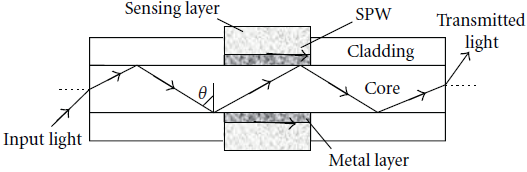 Sensing layer
SPW
Transmitted
light
Cladding
Core
θ
Input light
Metal layer